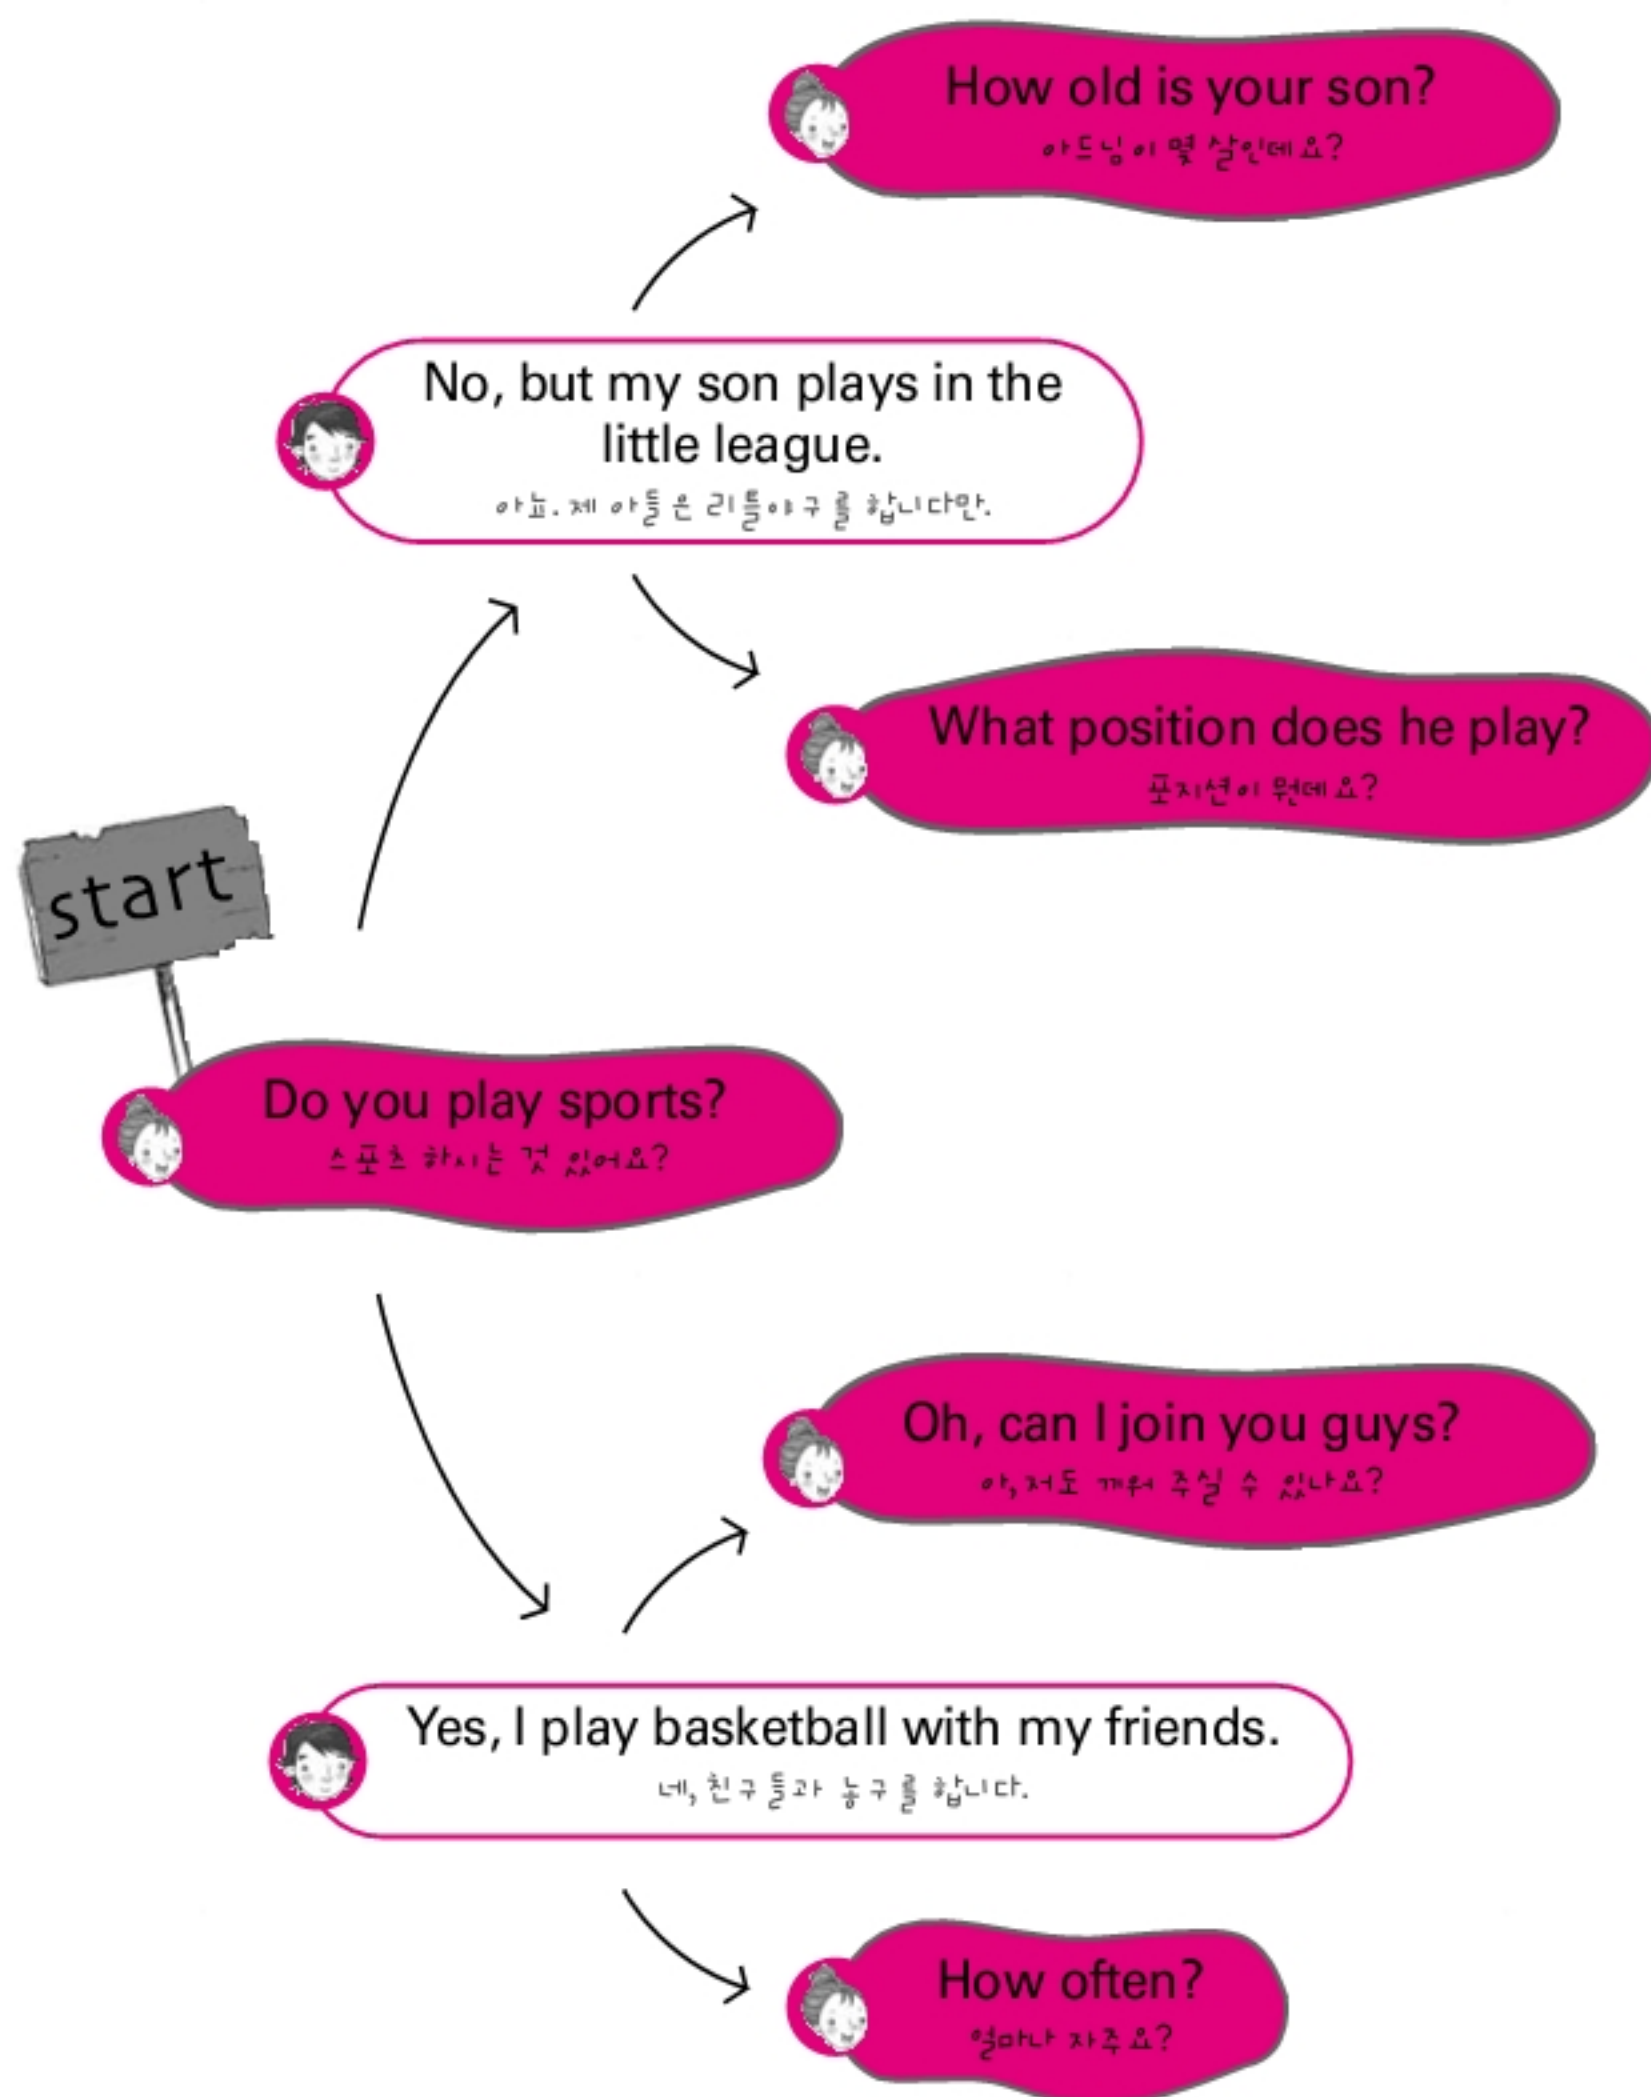 How old is your son?
아드님이 몇 살인데요?
No, but my son plays in the
little league.
아뇨. 제 아들은 리틀야구를 합니다만.
What position does he play?
포지션이 뭔데요?
start
Do you play sports?
스포츠 하시는 것 있어요?
Oh, can I join you guys?
아, 저도 껴워 주실 수 있나요?
Yes, I play basketball with my friends.
네, 친구들과 농구를 합니다.
How often?
얼마나 자주요?